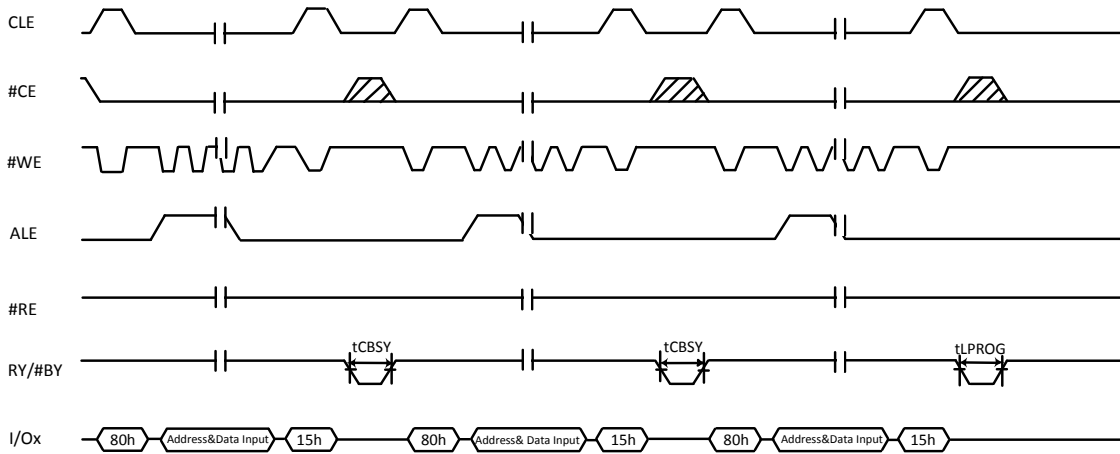 CLE
#CE
#WE
ALE
#RE
tCBSY tCBSY tLPROG
RY/#BY
I/Ox 80h Address&Data Input 15h 80h Address& Data Input 15h 80h Address&Data Input 15h